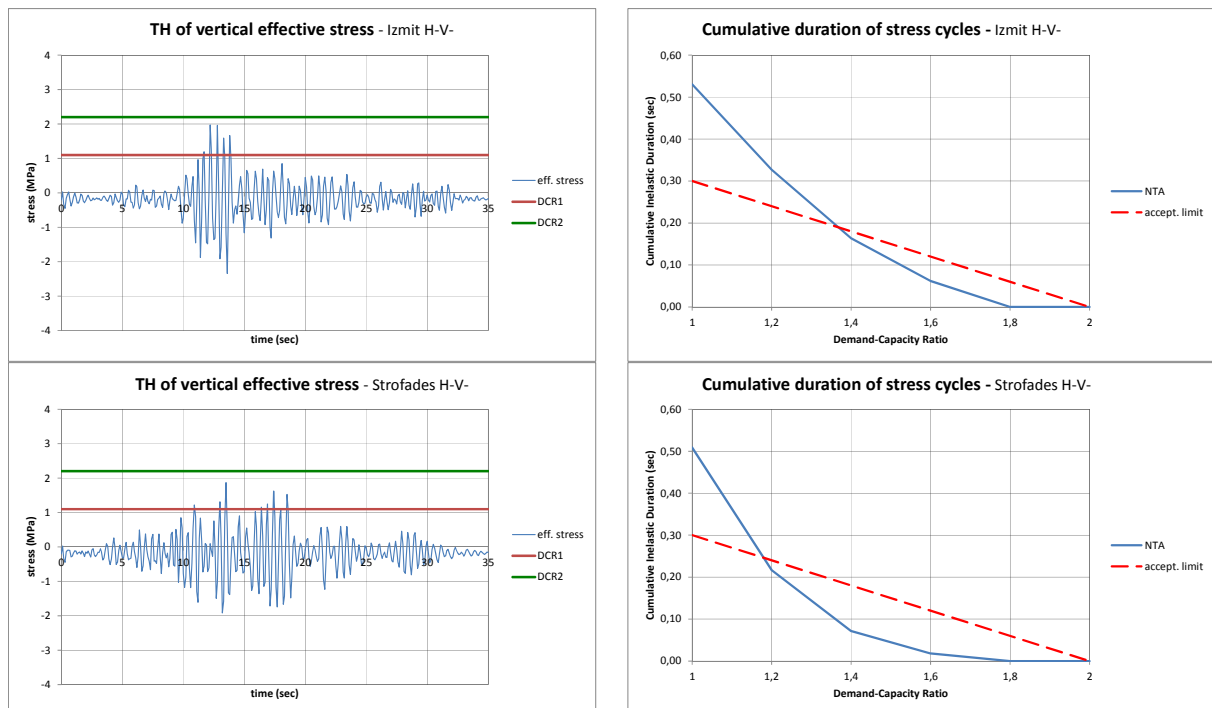 TH of vertical effective stress - Izmit H-V-
4
3
2
1
0
-1
-2
-3
-4
stress (MPa)
0 5 10 15 20 25 30 35
time (sec)
eff. stress
DCR1
DCR2
Cumulative duration of stress cycles - Izmit H-V-
0,60
0,50
0,40
0,30
0,20
0,10
0,00
Cumulative Inelastic Duration (sec)
1 1,2 1,4 1,6 1,8 2
Demand-Capacity Ratio
NTA
accept. limit
TH of vertical effective stress - Strofades H-V-
4
3
2
1
0
-1
-2
-3
-4
stress (MPa)
0 5 10 15 20 25 30 35
time (sec)
eff. stress
DCR1
DCR2
Cumulative duration of stress cycles - Strofades H-V-
0,60
0,50
0,40
0,30
0,20
0,10
0,00
Cumulative Inelastic Duration (sec)
1 1,2 1,4 1,6 1,8 2
Demand-Capacity Ratio
NTA
accept. limit